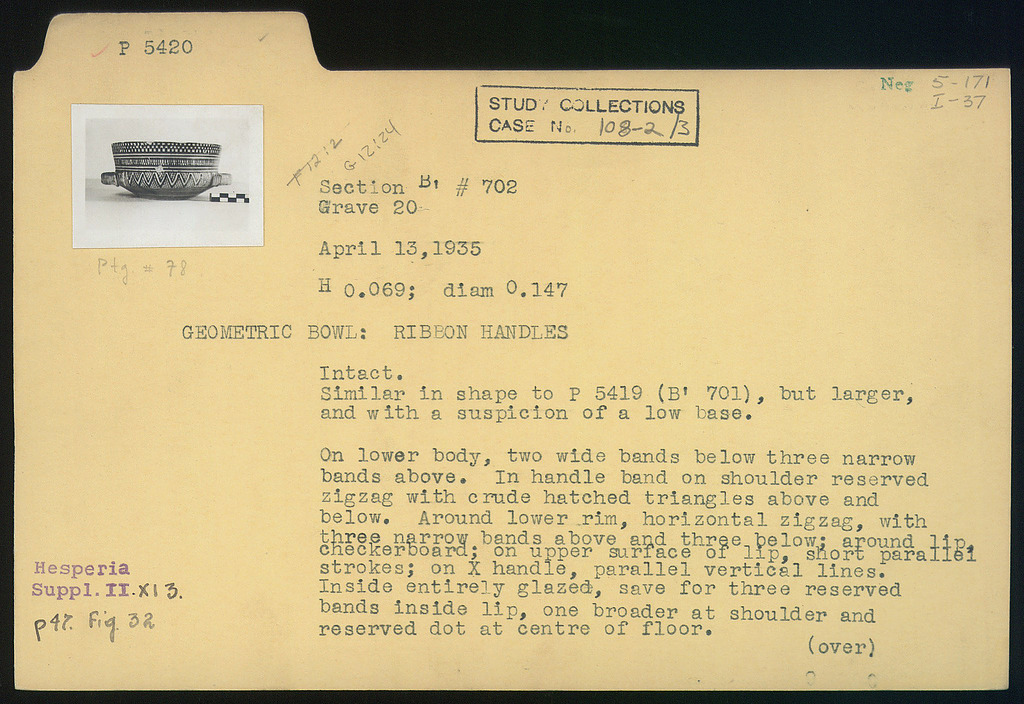 P 5420
Neg 5-171
I-37
STUDY COLLECTIONS
CASE No. 108-2/3
P 12:2
G 12:24
Section B' # 702
Grave 20
April 13,1935
H 0.069; diam 0.147
Ptg. # 78
GEOMETRIC BOWL: RIBBON HANDLES
Intact.
Similar in shape to P 5419 (B' 701), but larger,
and with a suspicion of a low base.
On lower body, two wide bands below three narrow
bands above. In handle band on shoulder reserved
zigzag with crude hatched triangles above and
below. Around lower rim, horizontal zigzag, with
three narrow bands above and three below; around lip,
checkerboard; on upper surface of lip, short parallel
strokes; on X handle, parallel vertical lines.
Inside entirely glazed, save for three reserved
bands inside lip, one broader at shoulder and
reserved dot at centre of floor.
(over)
Hesperia
Suppl. II. XI 3.
p47. Fig. 32